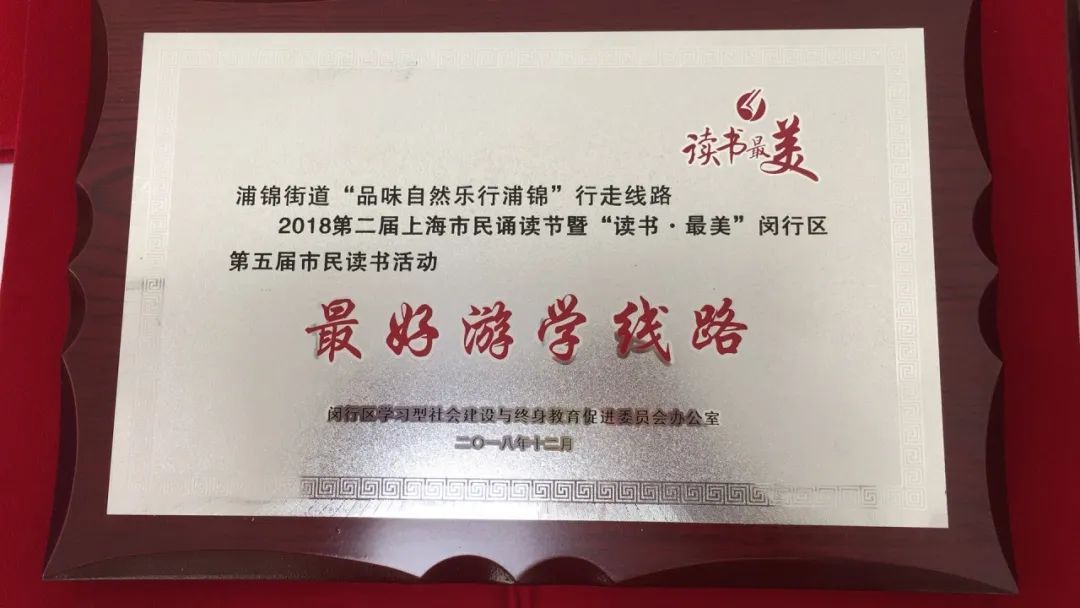 读书最美
浦锦街道“品味自然乐行浦锦”行走线路
2018第二届上海市民诵读节暨“读书·最美”闵行区
第五届市民读书活动
最好游学线路
闵行区学习型社会建设与终身教育促进委员会办公室
二〇一八年十二月